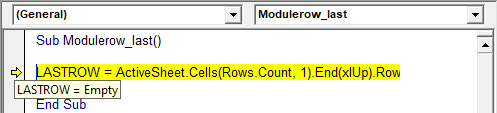 (General) Modulerow_last
Sub Modulerow_last()
LASTROW = ActiveSheet.Cells(Rows.Count, 1).End(xlUp).Row
LASTROW = Empty
End Sub